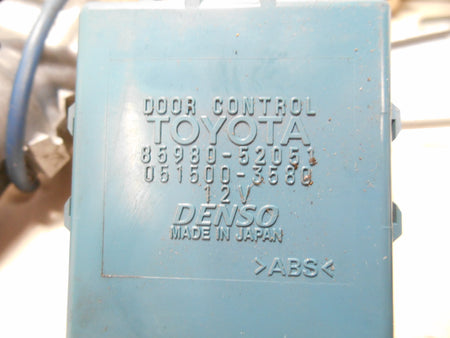 DOOR CONTROL
TOYOTA
85980-52051
051500-3580
12V
DENSO
MADE IN JAPAN
>ABS<